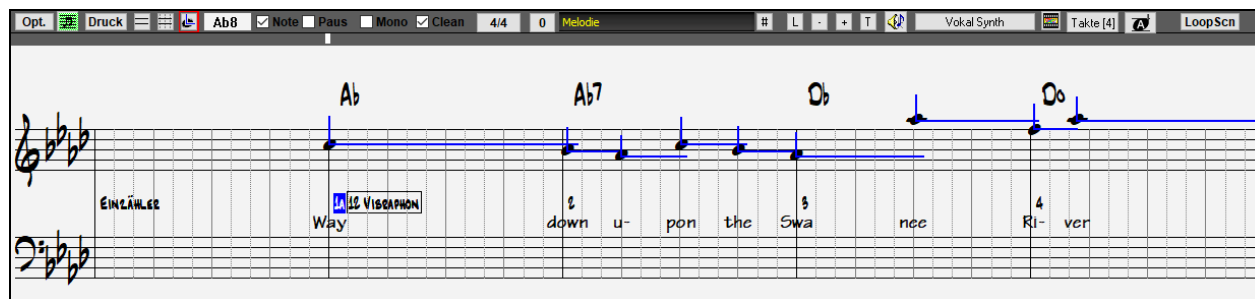 Opt. Druck Ab8 Note Paus Mono Clean 4/4 0 Melodie # L - + T Vokal Synth Takte [4] A LoopScn
Ab Ab7 Db Do
EINZÄHLER 1A 12 VIBRAPHON 2 3 4
Way down u- pon the Swa nee Ri- ver